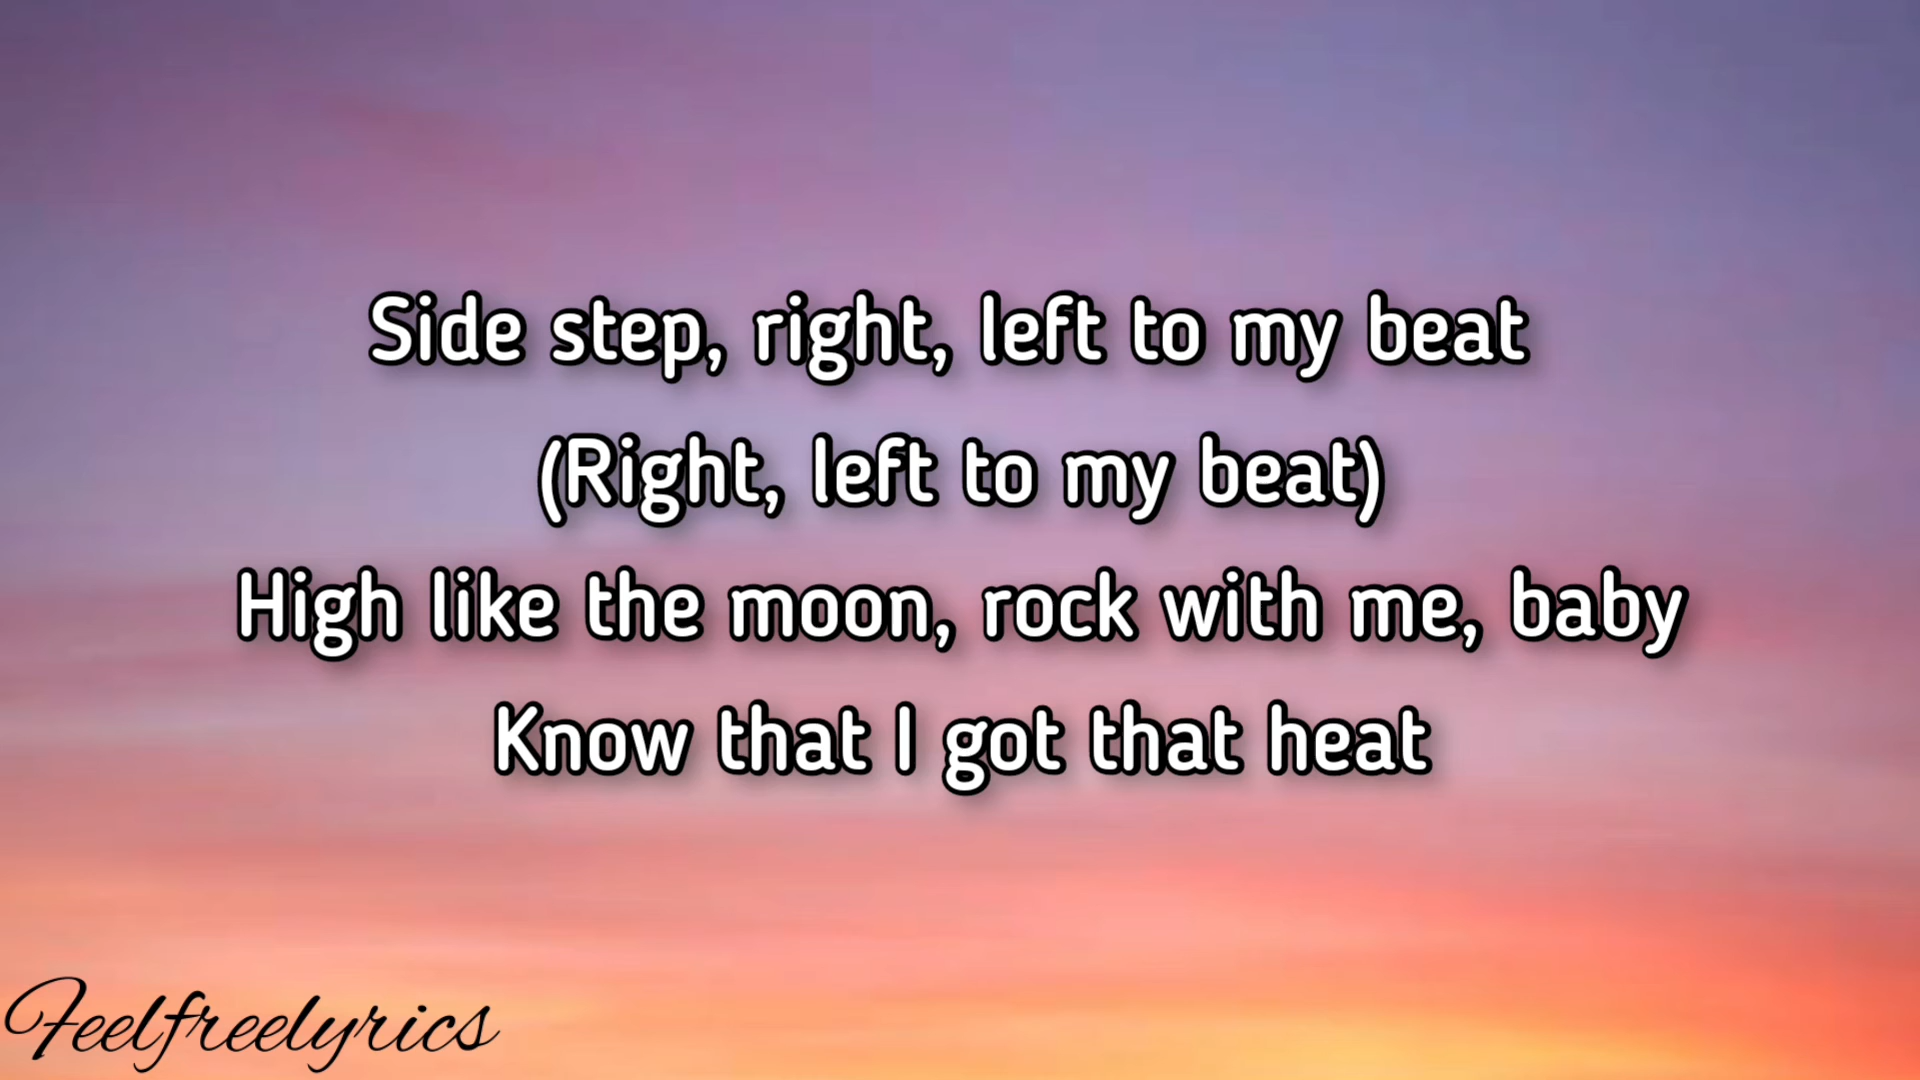 Side step, right, left to my beat
(Right, left to my beat)
High like the moon, rock with me, baby
Know that I got that heat
Feelfreelyrics